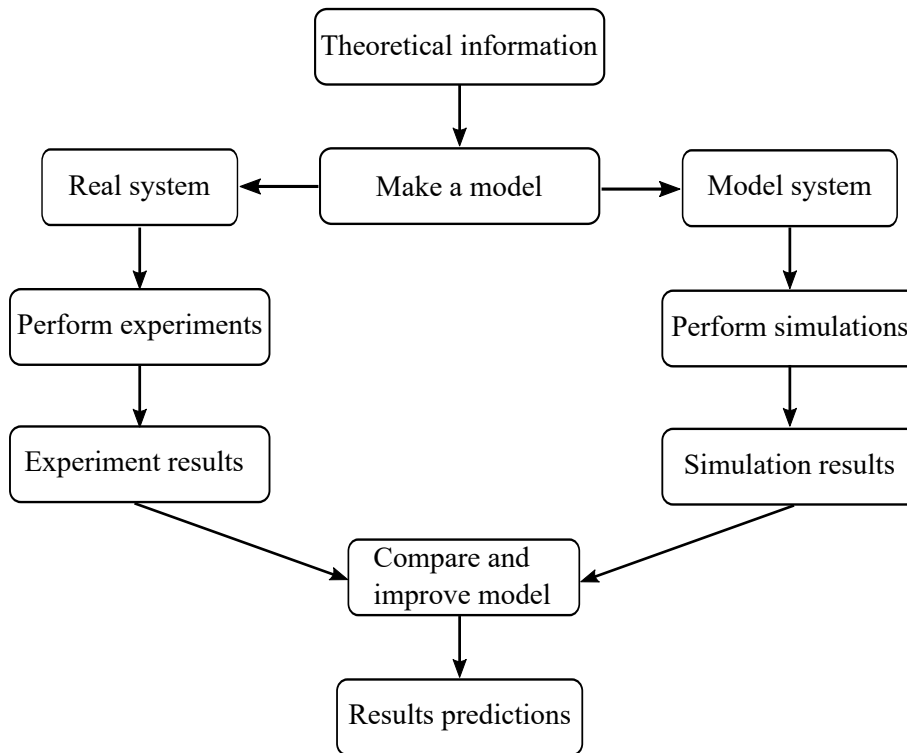 Theoretical information
Real system
Make a model
Model system
Perform experiments
Perform simulations
Experiment results
Simulation results
Compare and
improve model
Results predictions